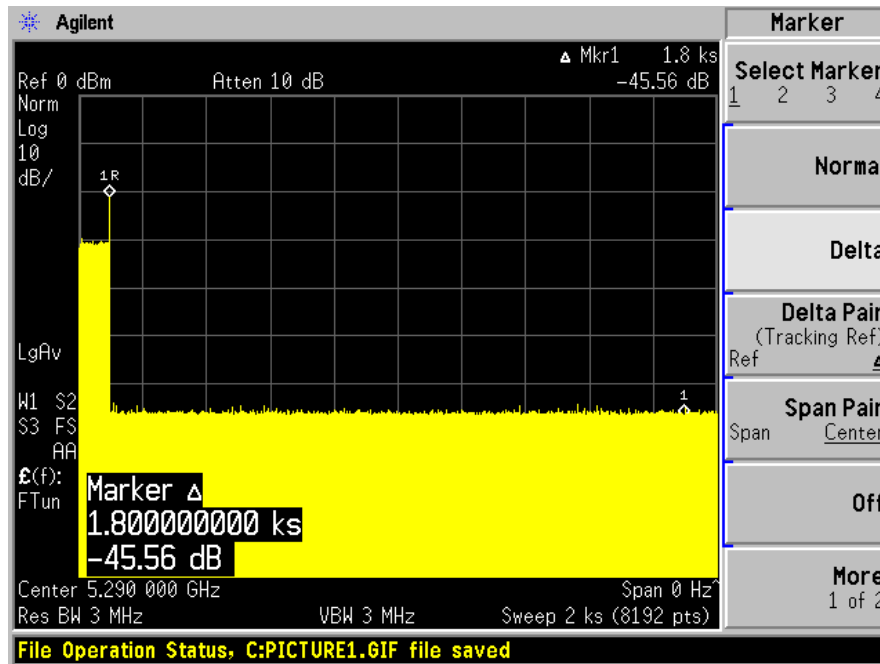 Agilent
Marker
Δ Mkr1 1.8 ks
Ref 0 dBm Atten 10 dB -45.56 dB
Norm
Log
10
dB/
1R
LgAv
1
W1 S2
S3 FS
AA
£(f):
FTun
Marker Δ
1.800000000 ks
-45.56 dB
Center 5.290 000 GHz Span 0 Hz^
Res BW 3 MHz VBW 3 MHz Sweep 2 ks (8192 pts)
File Operation Status, C:PICTURE1.GIF file saved
Select Marker
1 2 3 4
Norma
Delta
Delta Pair
(Tracking Ref)
Ref Δ
Span Pair
Span Center
Off
More
1 of 2